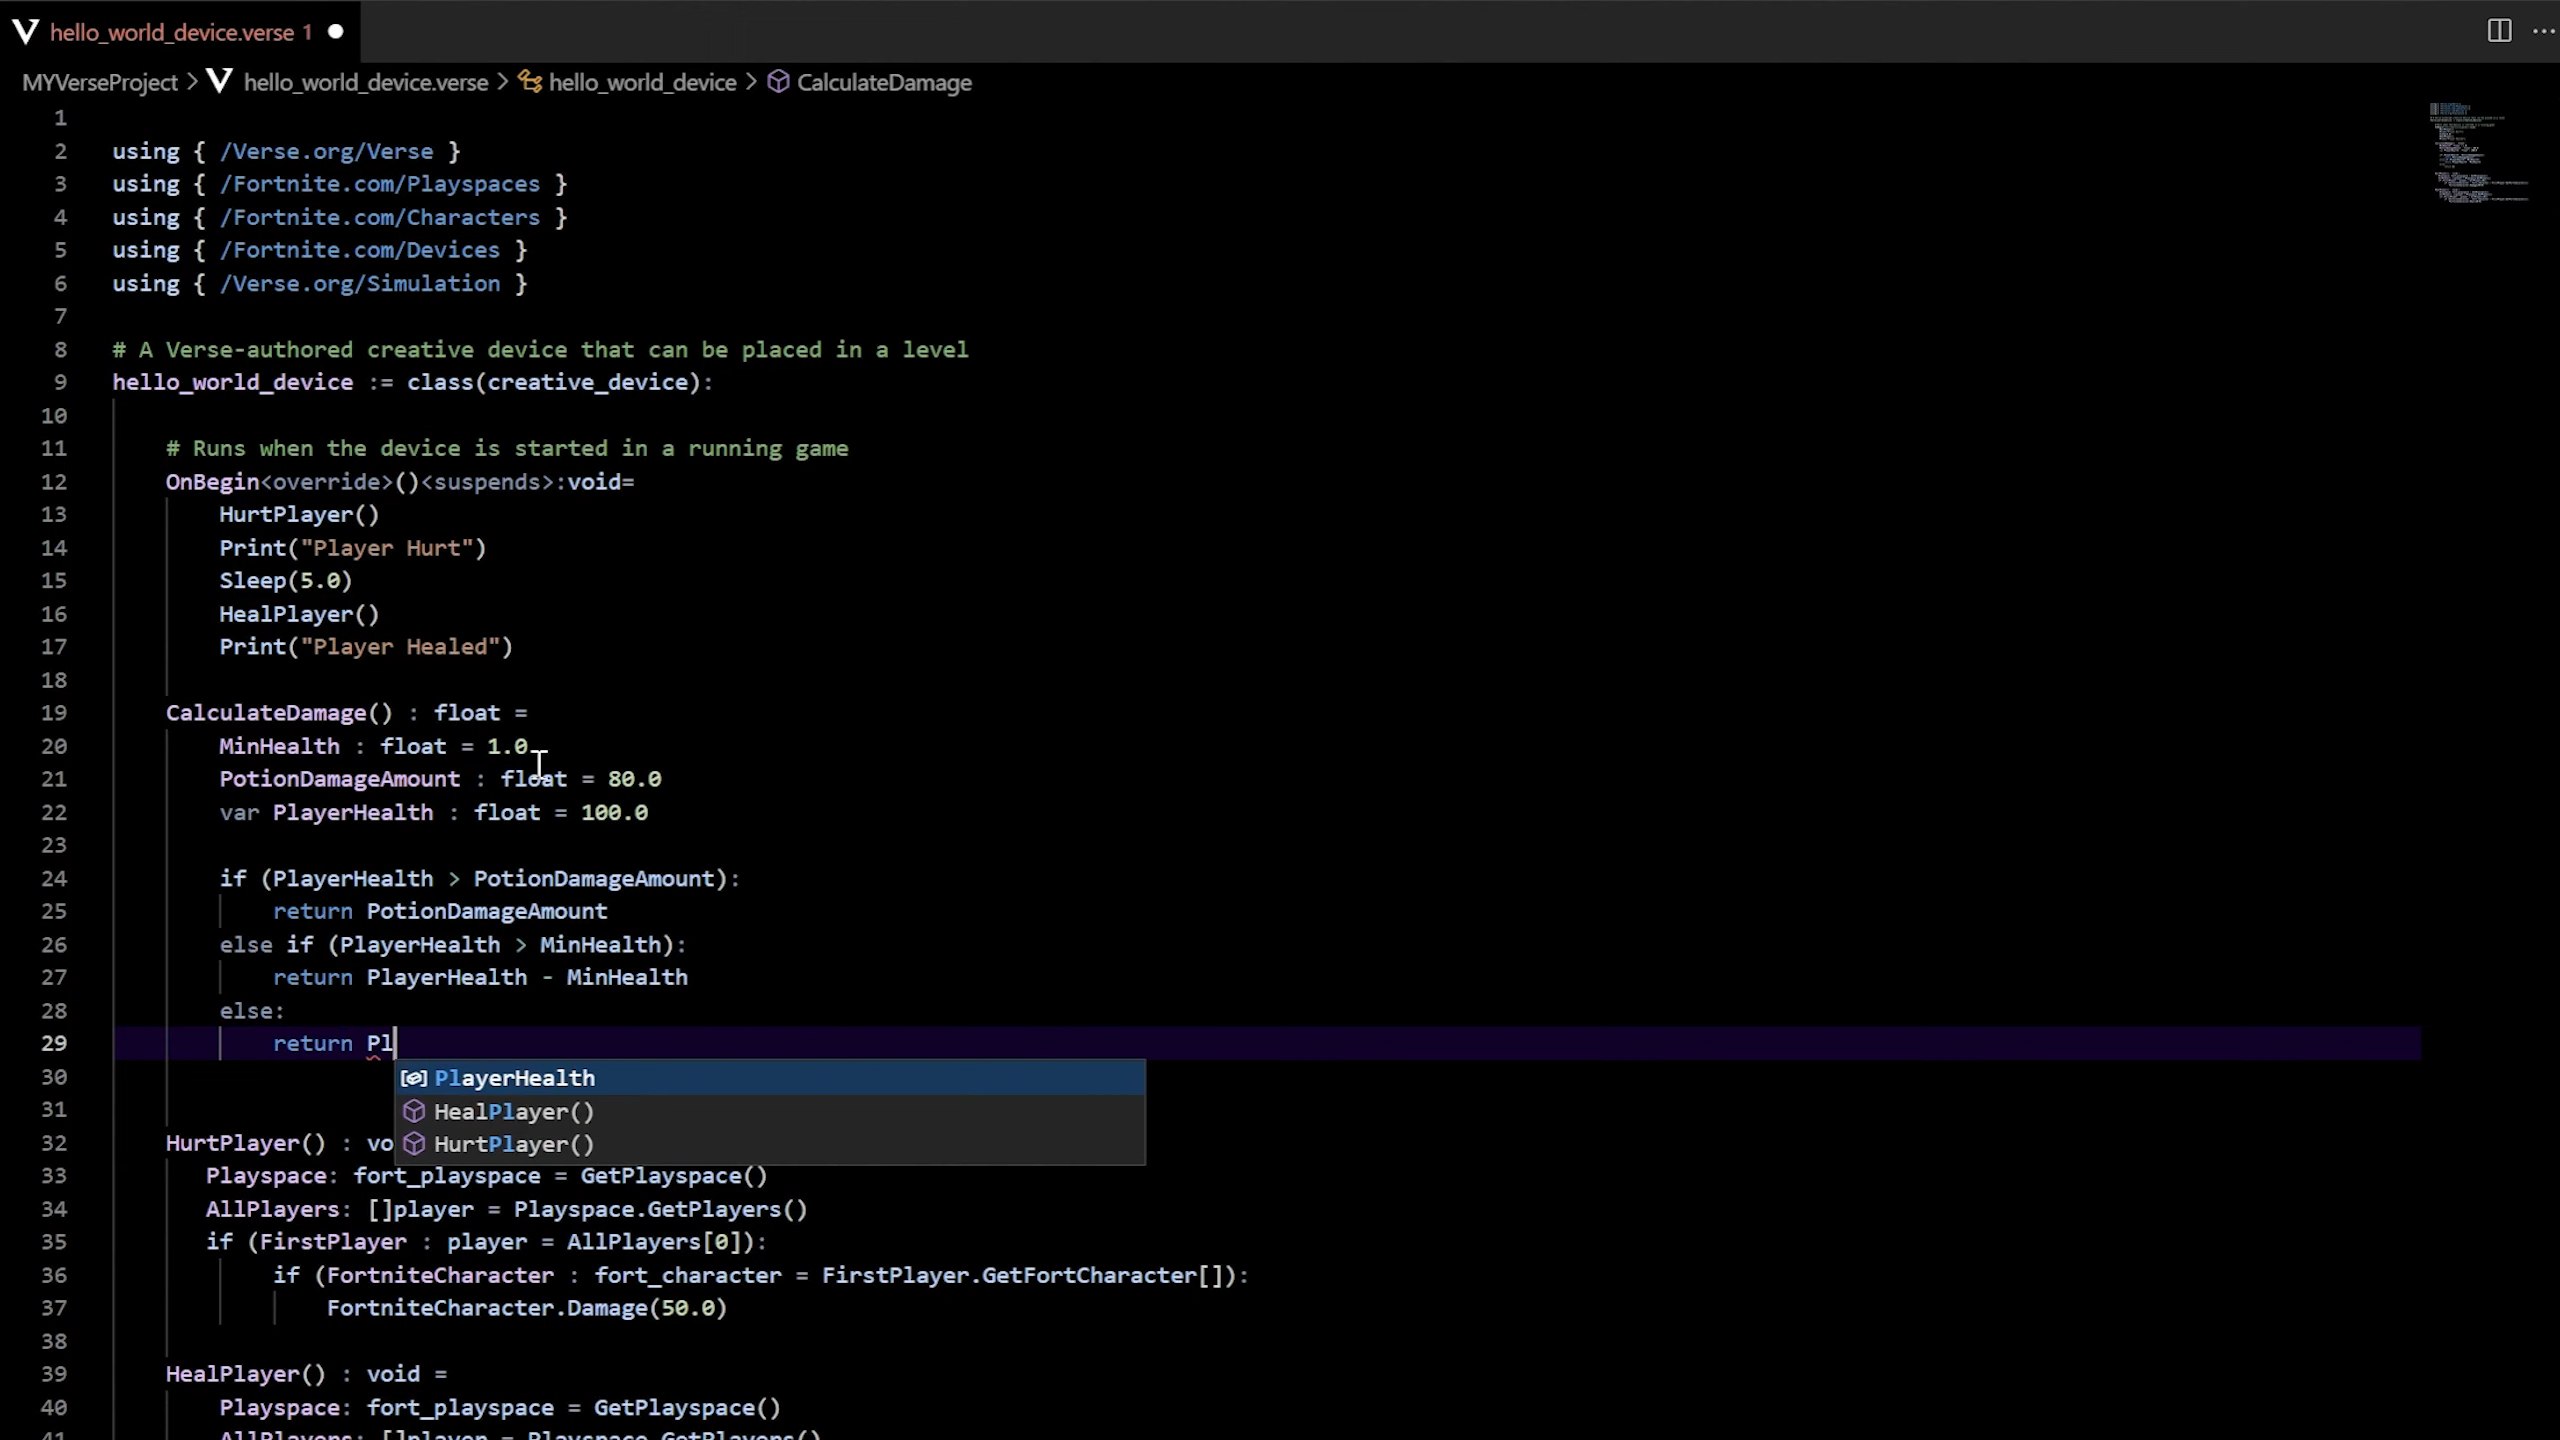 hello_world_device.verse 1
MYVerseProject > hello_world_device.verse > hello_world_device > CalculateDamage
1
2 using { /Verse.org/Verse }
3 using { /Fortnite.com/Playspaces }
4 using { /Fortnite.com/Characters }
5 using { /Fortnite.com/Devices }
6 using { /Verse.org/Simulation }
7
8 # A Verse-authored creative device that can be placed in a level
9 hello_world_device := class(creative_device):
10
11 # Runs when the device is started in a running game
12 OnBegin<override>()<suspends>:void=
13 HurtPlayer()
14 Print("Player Hurt")
15 Sleep(5.0)
16 HealPlayer()
17 Print("Player Healed")
18
19 CalculateDamage() : float =
20 MinHealth : float = 1.0
21 PotionDamageAmount : float = 80.0
22 var PlayerHealth : float = 100.0
23
24 if (PlayerHealth > PotionDamageAmount):
25 return PotionDamageAmount
26 else if (PlayerHealth > MinHealth):
27 return PlayerHealth - MinHealth
28 else:
29 return Pl
30 PlayerHealth
31 HealPlayer()
32 HurtPlayer() : vo HurtPlayer()
33 Playspace: fort_playspace = GetPlayspace()
34 AllPlayers: []player = Playspace.GetPlayers()
35 if (FirstPlayer : player = AllPlayers[0]):
36 if (FortniteCharacter : fort_character = FirstPlayer.GetFortCharacter[]):
37 FortniteCharacter.Damage(50.0)
38
39 HealPlayer() : void =
40 Playspace: fort_playspace = GetPlayspace()
41 AllPlayers: []player = Playspace.GetPlayers()